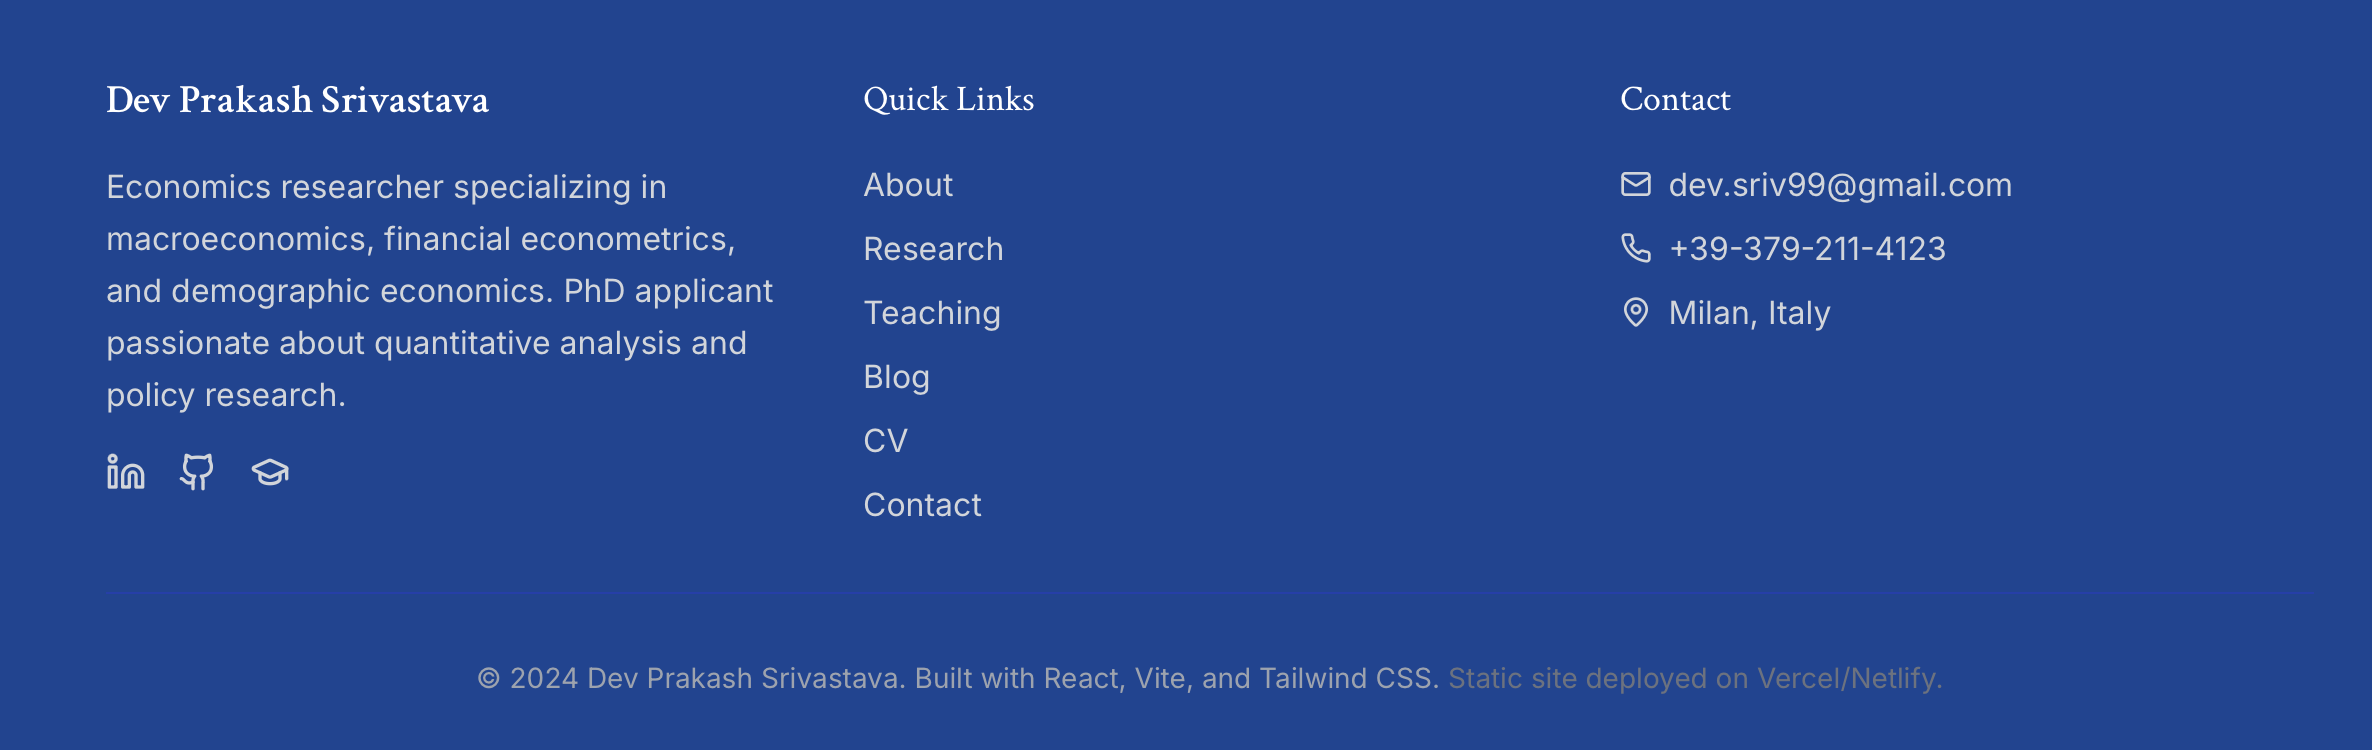 Dev Prakash Srivastava
Economics researcher specializing in
macroeconomics, financial econometrics,
and demographic economics. PhD applicant
passionate about quantitative analysis and
policy research.
Quick Links
About
Research
Teaching
Blog
CV
Contact
Contact
dev.sriv99@gmail.com
+39-379-211-4123
Milan, Italy
© 2024 Dev Prakash Srivastava. Built with React, Vite, and Tailwind CSS. Static site deployed on Vercel/Netlify.